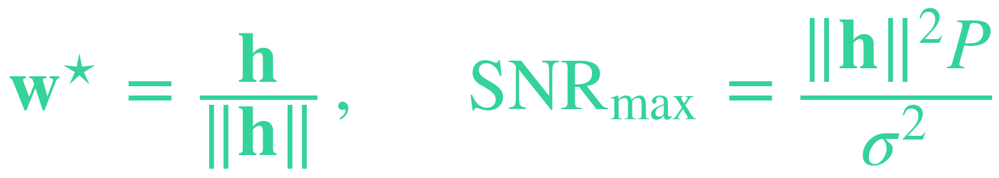 w⋆ = h / ‖h‖ ,  SNR_max = ‖h‖² P / σ²